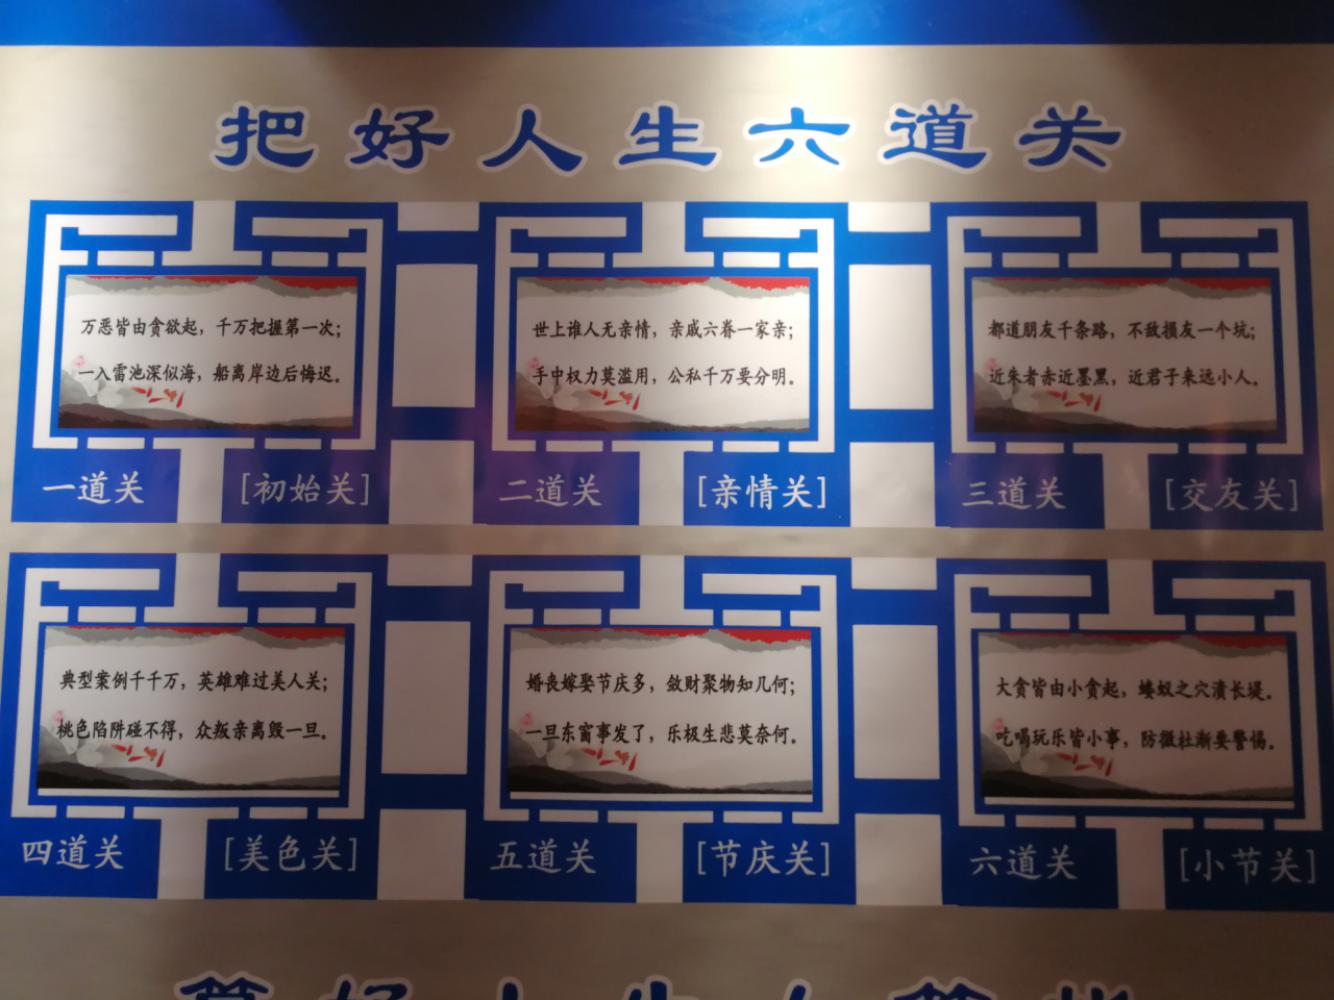 把好人生六道关
万恶皆由贪欲起，千万把握第一次；
一入雷池深似海，船离岸边后悔迟。
一道关 [初始关]
世上谁人无亲情，亲戚六眷一家亲；
手中权力莫滥用，公私千万要分明。
二道关 [亲情关]
都道朋友千条路，不敌损友一个坑；
近朱者赤近墨黑，近君子来远小人。
三道关 [交友关]
典型案例千千万，英雄难过美人关；
桃色陷阱碰不得，众叛亲离毁一旦。
四道关 [美色关]
婚丧嫁娶节庆多，敛财聚物知几何；
一旦东窗事发了，乐极生悲莫奈何。
五道关 [节庆关]
大贪皆由小贪起，蝼蚁之穴溃长堤。
吃喝玩乐皆小事，防微杜渐要警惕。
六道关 [小节关]